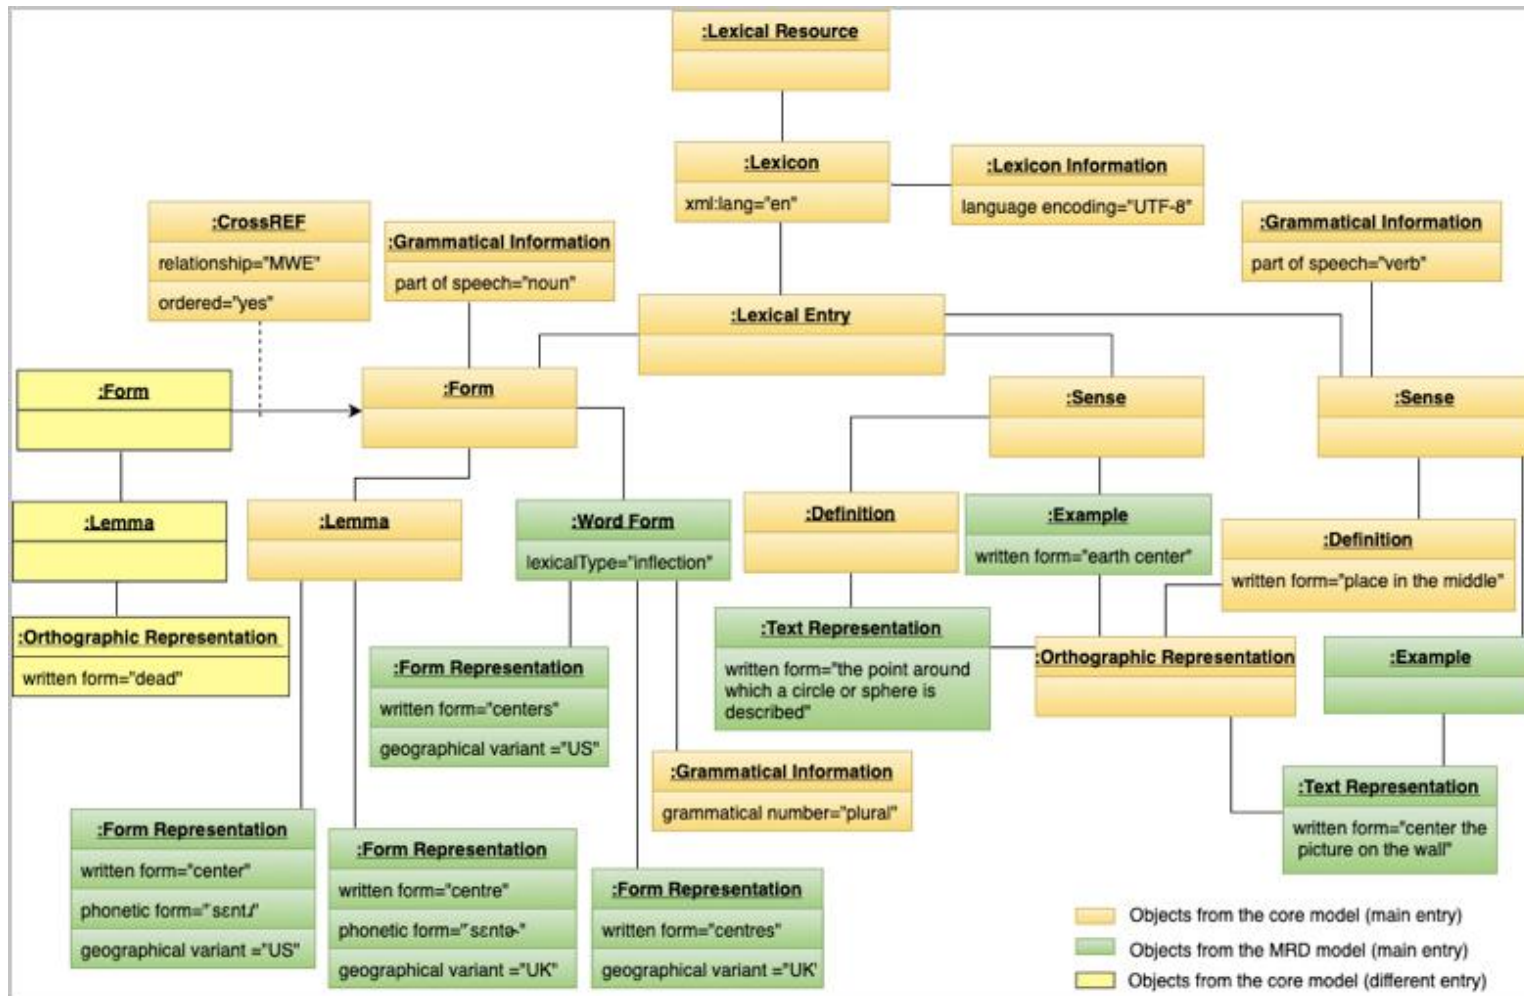 :Lexical Resource
:Lexicon
xml:lang="en"
:Lexicon Information
language encoding="UTF-8"
:CrossREF
relationship="MWE"
ordered="yes"
:Grammatical Information
part of speech="noun"
:Grammatical Information
part of speech="verb"
:Lexical Entry
:Form
:Form
:Sense
:Sense
:Lemma
:Lemma
:Word Form
lexicalType="inflection"
:Definition
:Example
written form="earth center"
:Definition
written form="place in the middle"
:Orthographic Representation
written form="dead"
:Form Representation
written form="centers"
geographical variant ="US"
:Text Representation
written form="the point around
which a circle or sphere is
described"
:Orthographic Representation
:Example
:Grammatical Information
grammatical number="plural"
:Text Representation
written form="center the
picture on the wall"
:Form Representation
written form="center"
phonetic form="ˈsɛntɹ"
geographical variant ="US"
:Form Representation
written form="centre"
phonetic form="ˈsɛntɚ"
geographical variant ="UK"
:Form Representation
written form="centres"
geographical variant ="UK'
Objects from the core model (main entry)
Objects from the MRD model (main entry)
Objects from the core model (different entry)